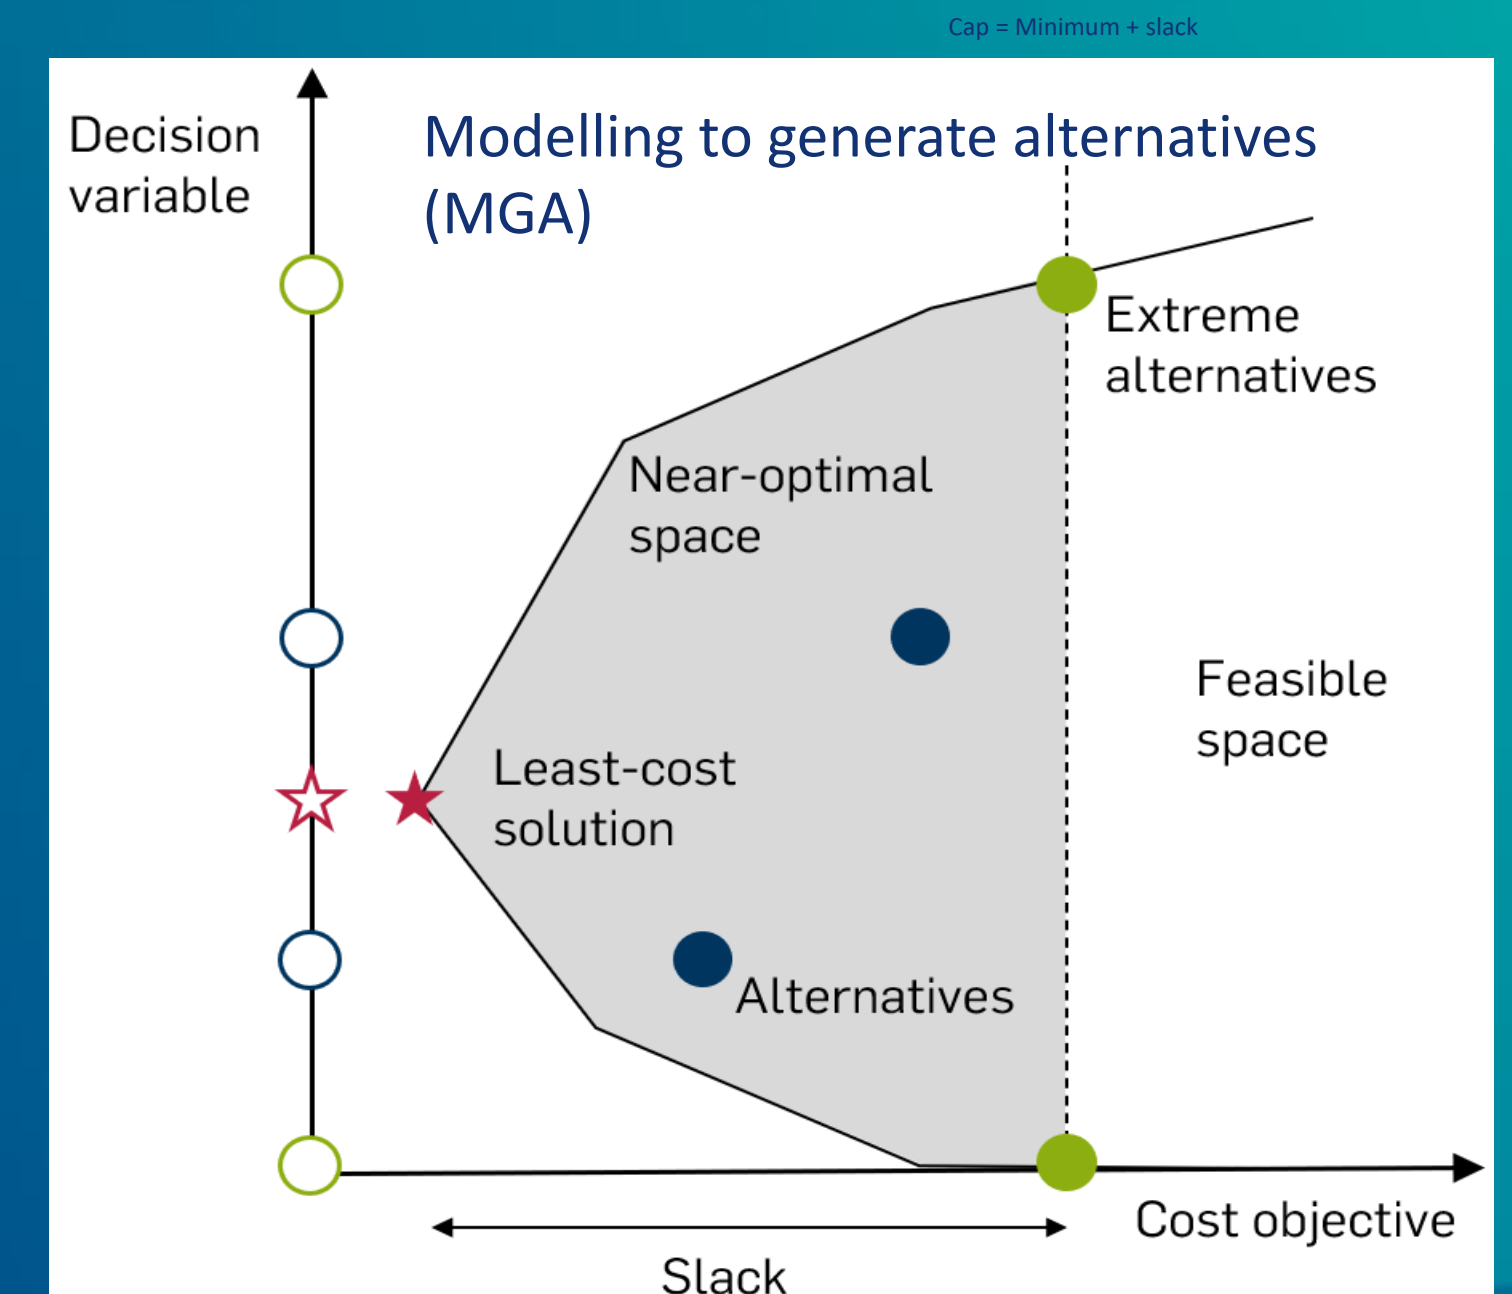 Cap = Minimum + slack
Decision
variable
Modelling to generate alternatives
(MGA)
Extreme
alternatives
Near-optimal
space
Feasible
space
Least-cost
solution
Alternatives
Cost objective
Slack